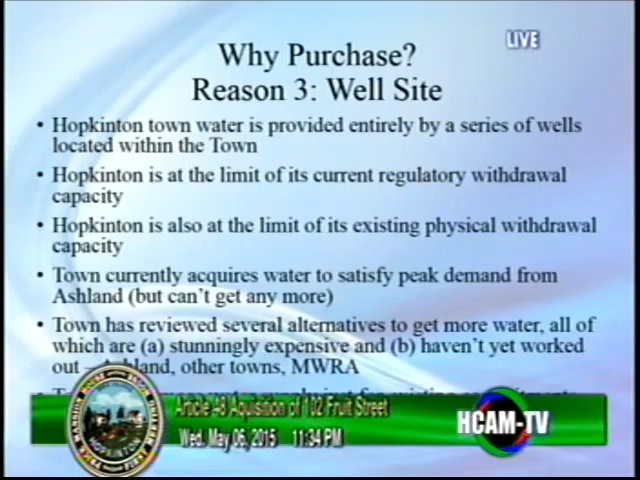 LIVE
Why Purchase?
Reason 3: Well Site
• Hopkinton town water is provided entirely by a series of wells
located within the Town
• Hopkinton is at the limit of its current regulatory withdrawal
capacity
• Hopkinton is also at the limit of its existing physical withdrawal
capacity
• Town currently acquires water to satisfy peak demand from
Ashland (but can't get any more)
• Town has reviewed several alternatives to get more water, all of
which are (a) stunningly expensive and (b) haven't yet worked
out – Ashland, other towns, MWRA
Article 48 Aquisition of 102 Fruit Street
Wed. May 06, 2015 11:34 PM
HCAM-TV
HOPKINTON